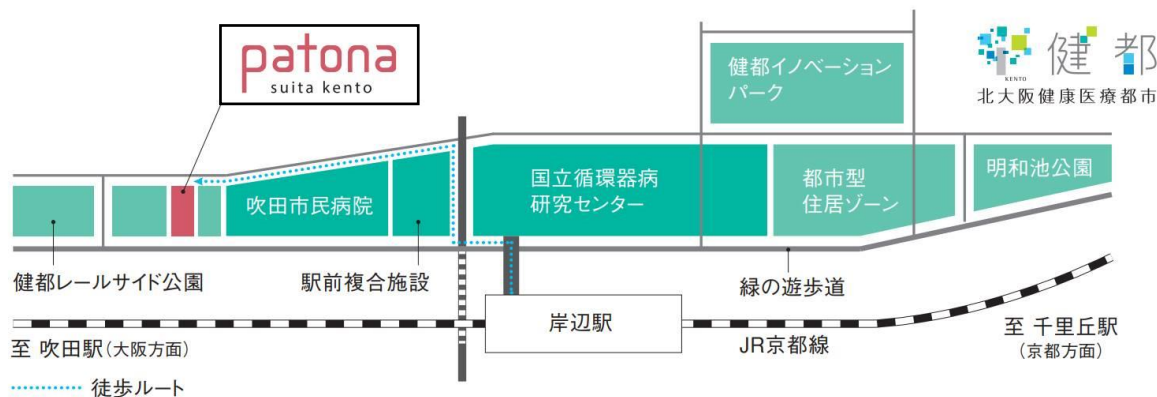 patona
suita kento
健都イノベーション
パーク
KENTO
健都
北大阪健康医療都市
吹田市民病院
国立循環器病
研究センター
都市型
住居ゾーン
明和池公園
健都レールサイド公園
駅前複合施設
緑の遊歩道
岸辺駅
至 吹田駅(大阪方面)
JR京都線
至 千里丘駅
(京都方面)
徒歩ルート